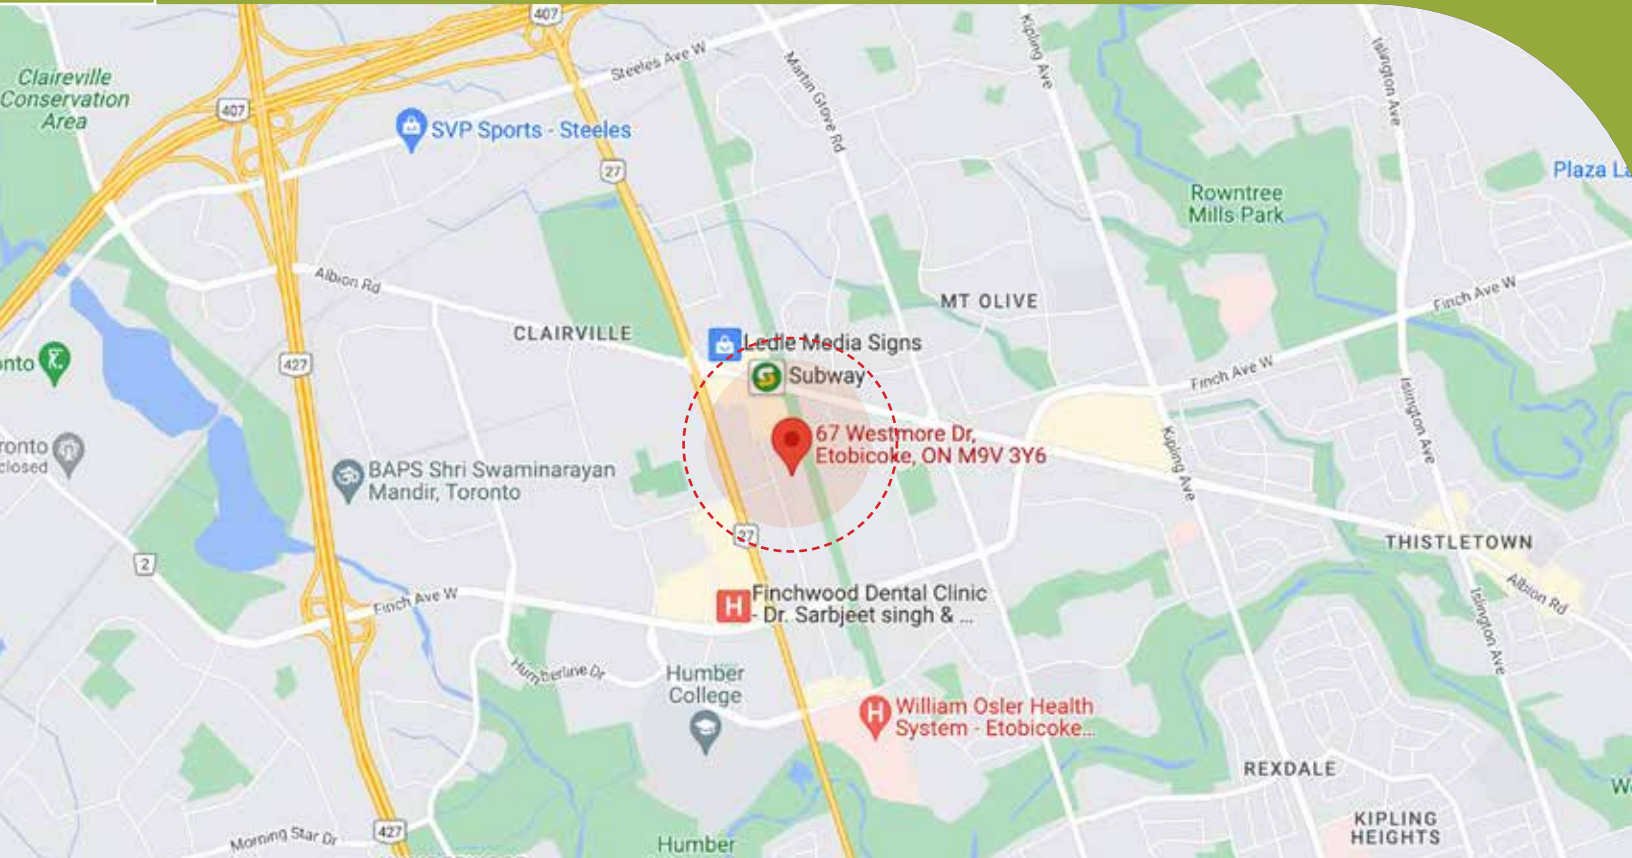 407
Steeles Ave W
Kipling Ave
Islington Ave
Martin Grove Rd
Claireville
Conservation
Area
407
SVP Sports - Steeles
27
Plaza La
Rowntree
Mills Park
Albion Rd
MT OLIVE
Finch Ave W
CLAIRVILLE
Ledle Media Signs
onto
427
Subway
Finch Ave W
Islington Ave
67 Westmore Dr,
Etobicoke, ON M9V 3Y6
Kipling Ave
ronto
closed
BAPS Shri Swaminarayan
Mandir, Toronto
27
THISTLETOWN
2
Albion Rd
Finch Ave W
Finchwood Dental Clinic
- Dr. Sarbjeet singh & ...
Islington Ave
Humberline Dr
Humber
College
William Osler Health
System - Etobicoke...
REXDALE
Wo
KIPLING
HEIGHTS
427
Morning Star Dr
Humber